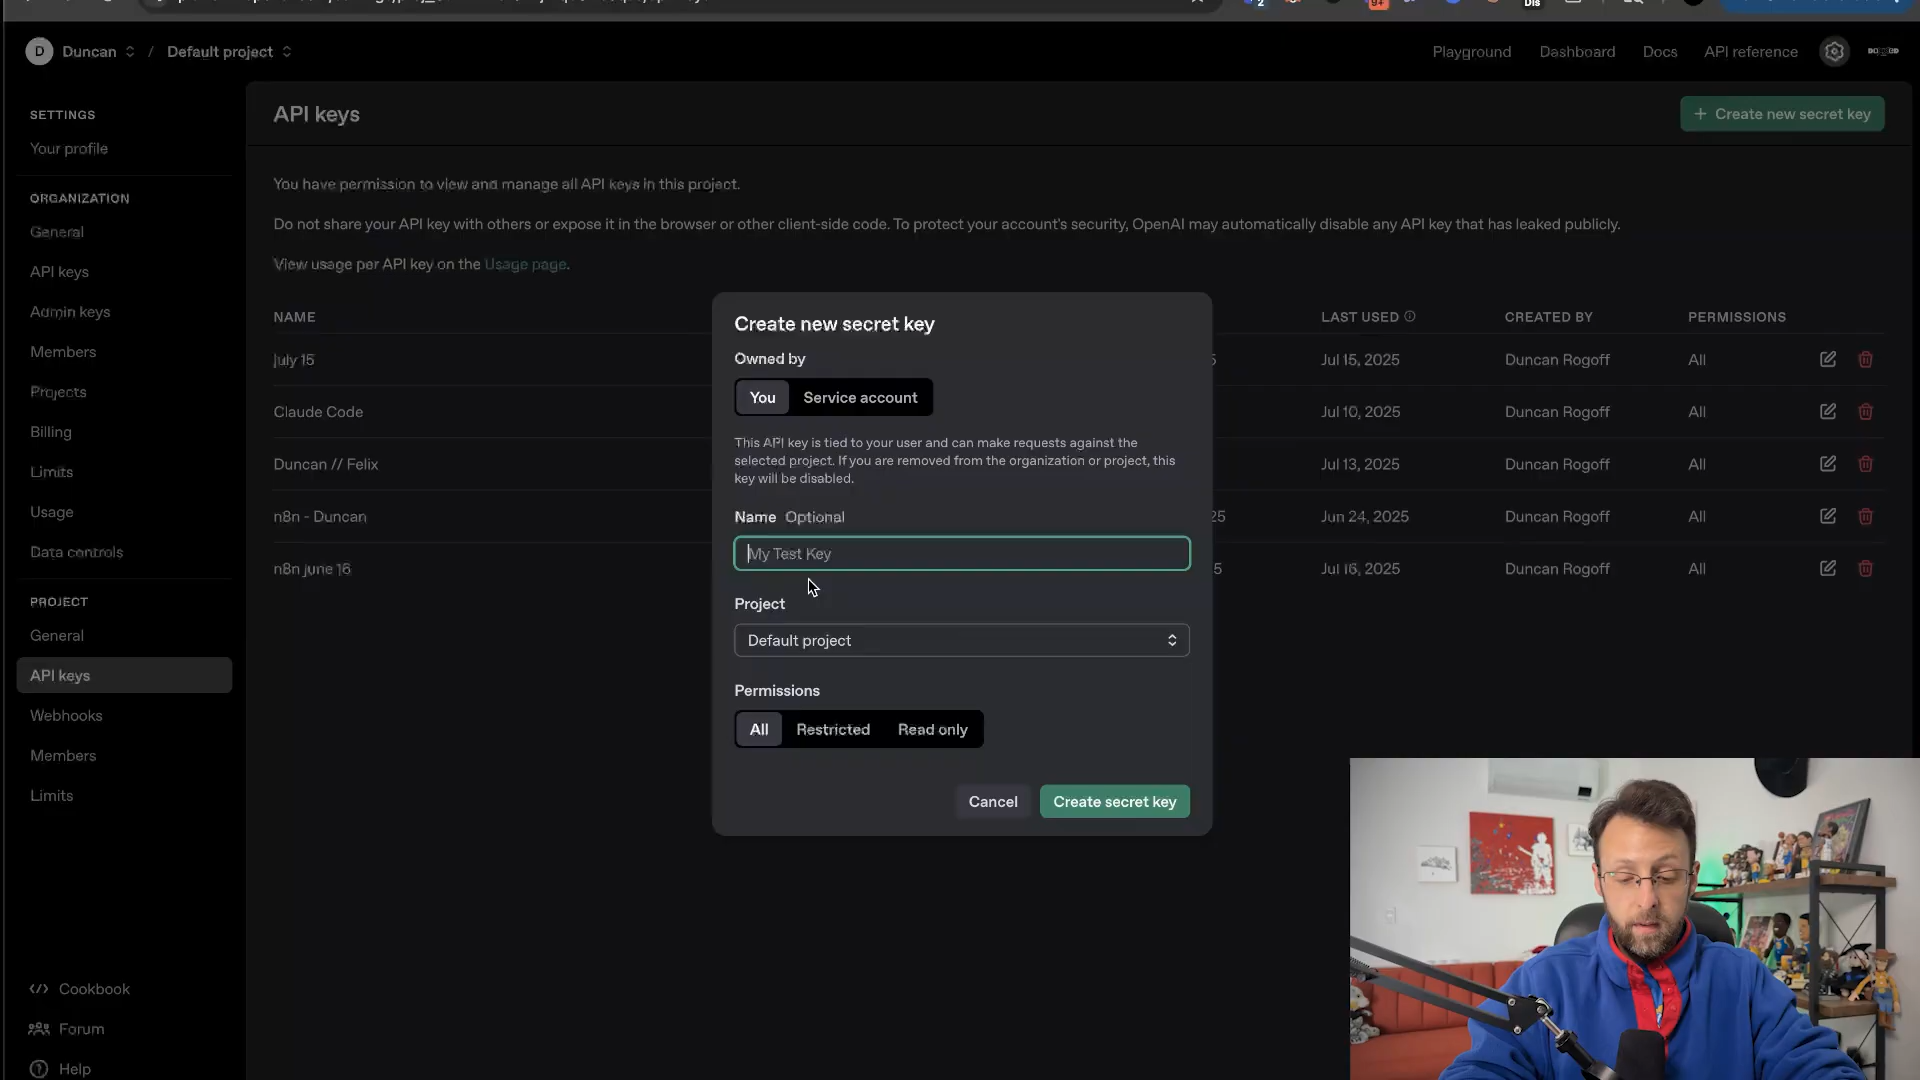 2
9+
Dis
D Duncan / Default project
Playground Dashboard Docs API reference
SETTINGS
Your profile
ORGANIZATION
General
API keys
Admin keys
Members
Projects
Billing
Limits
Usage
Data controls
PROJECT
General
API keys
Webhooks
Members
Limits
Cookbook
Forum
Help
API keys
+ Create new secret key
You have permission to view and manage all API keys in this project.
Do not share your API key with others or expose it in the browser or other client-side code. To protect your account's security, OpenAI may automatically disable any API key that has leaked publicly.
View usage per API key on the Usage page.
NAME LAST USED CREATED BY PERMISSIONS
July 15 5 Jul 15, 2025 Duncan Rogoff All
Claude Code Jul 10, 2025 Duncan Rogoff All
Duncan // Felix Jul 13, 2025 Duncan Rogoff All
n8n - Duncan 25 Jun 24, 2025 Duncan Rogoff All
n8n june 16 5 Jul 16, 2025 Duncan Rogoff All
Create new secret key
Owned by
You Service account
This API key is tied to your user and can make requests against the
selected project. If you are removed from the organization or project, this
key will be disabled.
Name Optional
My Test Key
Project
Default project
Permissions
All Restricted Read only
Cancel Create secret key